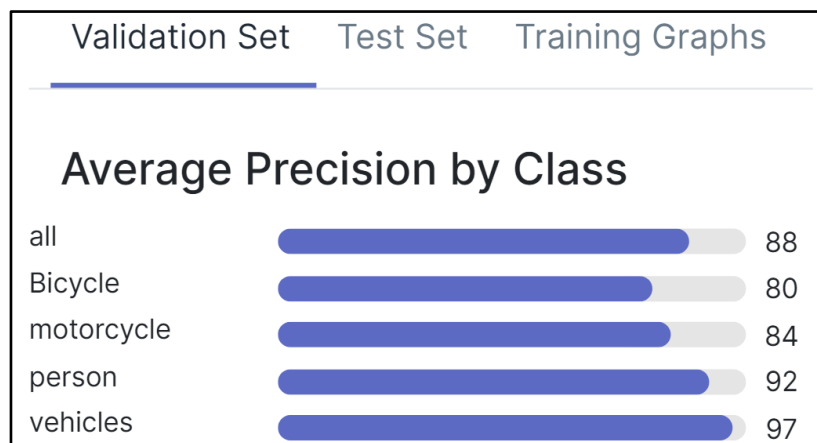 Validation Set Test Set Training Graphs
Average Precision by Class
all 88
Bicycle 80
motorcycle 84
person 92
vehicles 97